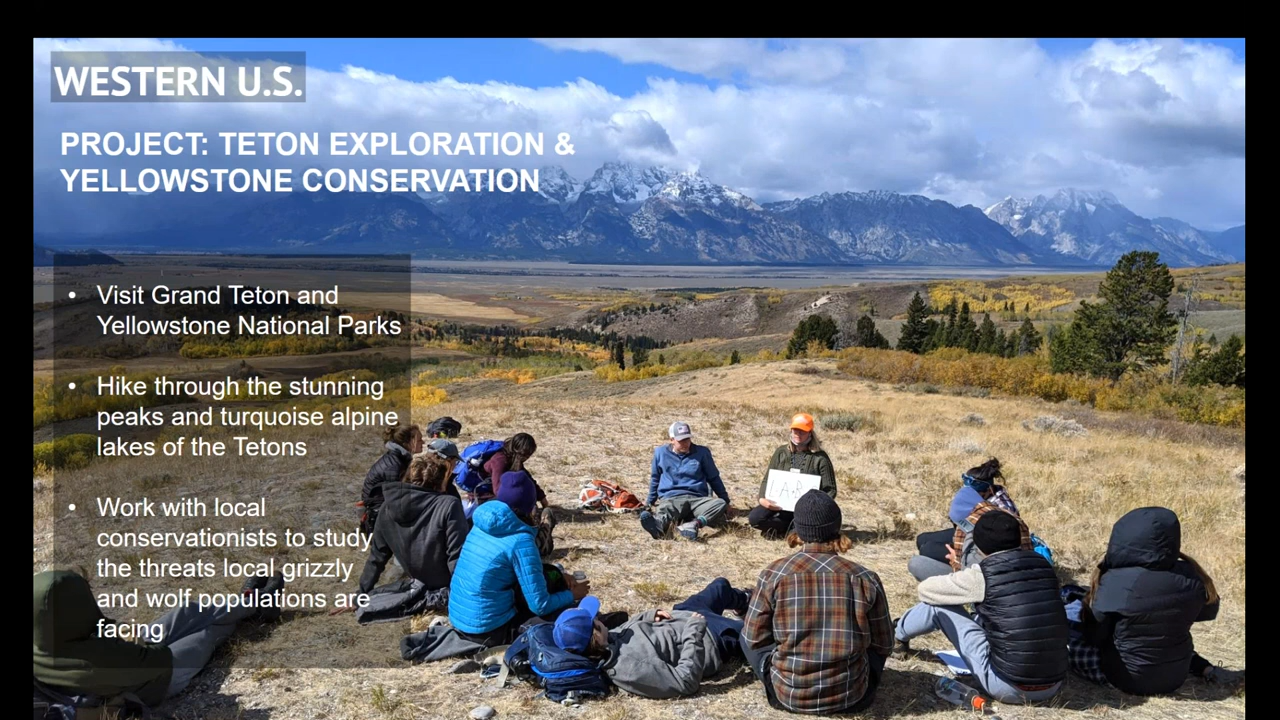 WESTERN U.S.
PROJECT: TETON EXPLORATION &
YELLOWSTONE CONSERVATION
• Visit Grand Teton and
Yellowstone National Parks
• Hike through the stunning
peaks and turquoise alpine
lakes of the Tetons
• Work with local
conservationists to study
the threats local grizzly
and wolf populations are
facing